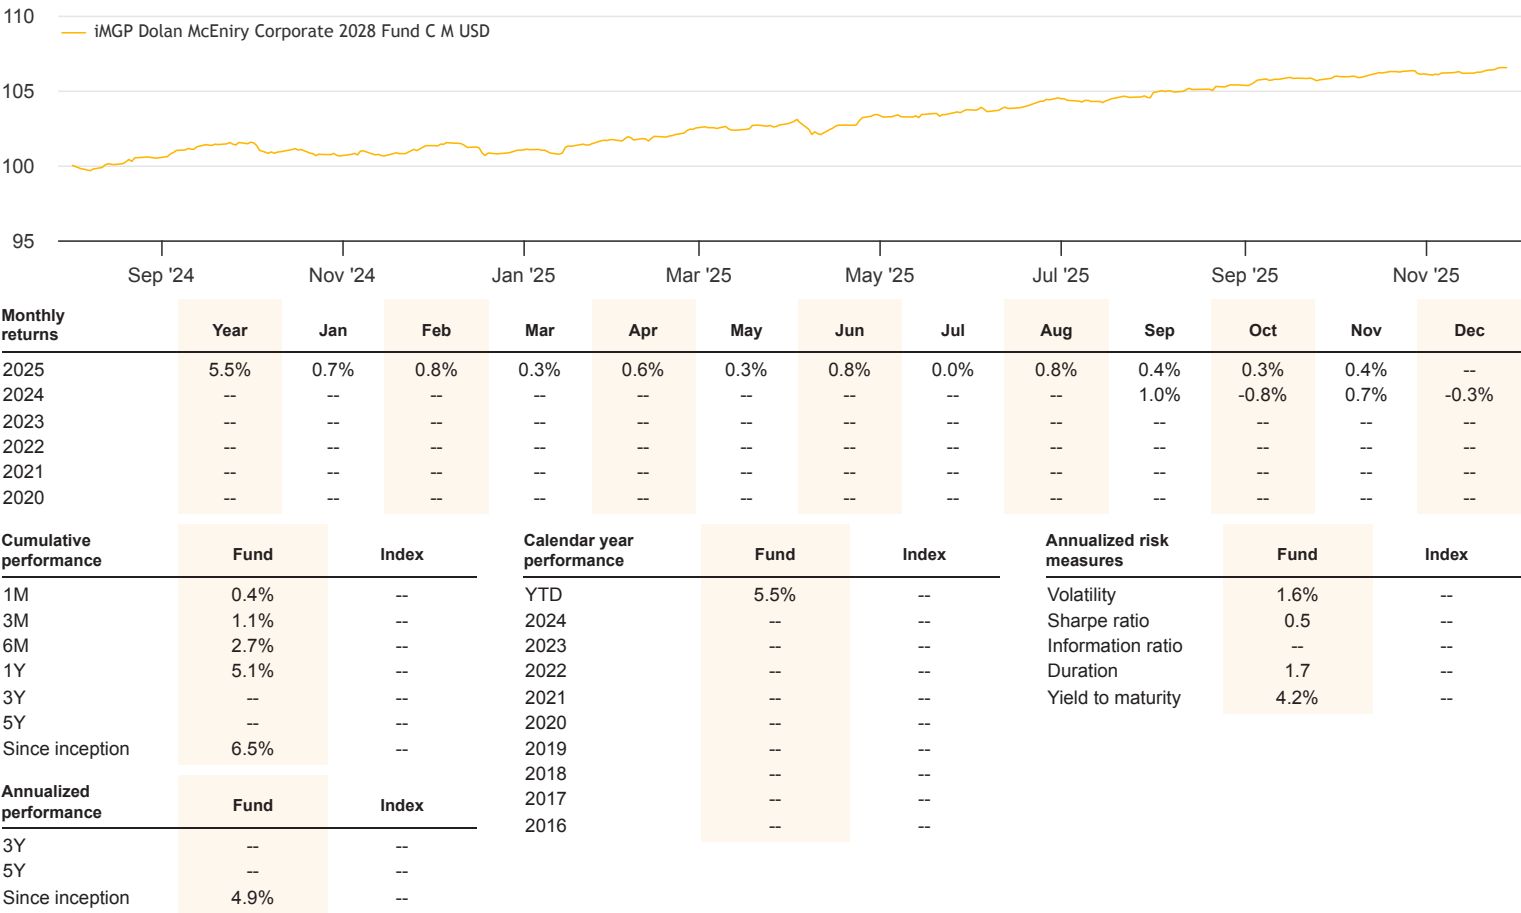 110
iMGP Dolan McEniry Corporate 2028 Fund C M USD
105
100
95
Sep '24 Nov '24 Jan '25 Mar '25 May '25 Jul '25 Sep '25 Nov '25
Monthly returns Year Jan Feb Mar Apr May Jun Jul Aug Sep Oct Nov Dec
2025 5.5% 0.7% 0.8% 0.3% 0.6% 0.3% 0.8% 0.0% 0.8% 0.4% 0.3% 0.4% --
2024 -- -- -- -- -- -- -- -- -- 1.0% -0.8% 0.7% -0.3%
2023 -- -- -- -- -- -- -- -- -- -- -- -- --
2022 -- -- -- -- -- -- -- -- -- -- -- -- --
2021 -- -- -- -- -- -- -- -- -- -- -- -- --
2020 -- -- -- -- -- -- -- -- -- -- -- -- --
Cumulative performance Fund Index
1M 0.4% --
3M 1.1% --
6M 2.7% --
1Y 5.1% --
3Y -- --
5Y -- --
Since inception 6.5% --
Annualized performance Fund Index
3Y -- --
5Y -- --
Since inception 4.9% --
Calendar year performance Fund Index
YTD 5.5% --
2024 -- --
2023 -- --
2022 -- --
2021 -- --
2020 -- --
2019 -- --
2018 -- --
2017 -- --
2016 -- --
Annualized risk measures Fund Index
Volatility 1.6% --
Sharpe ratio 0.5 --
Information ratio -- --
Duration 1.7 --
Yield to maturity 4.2% --